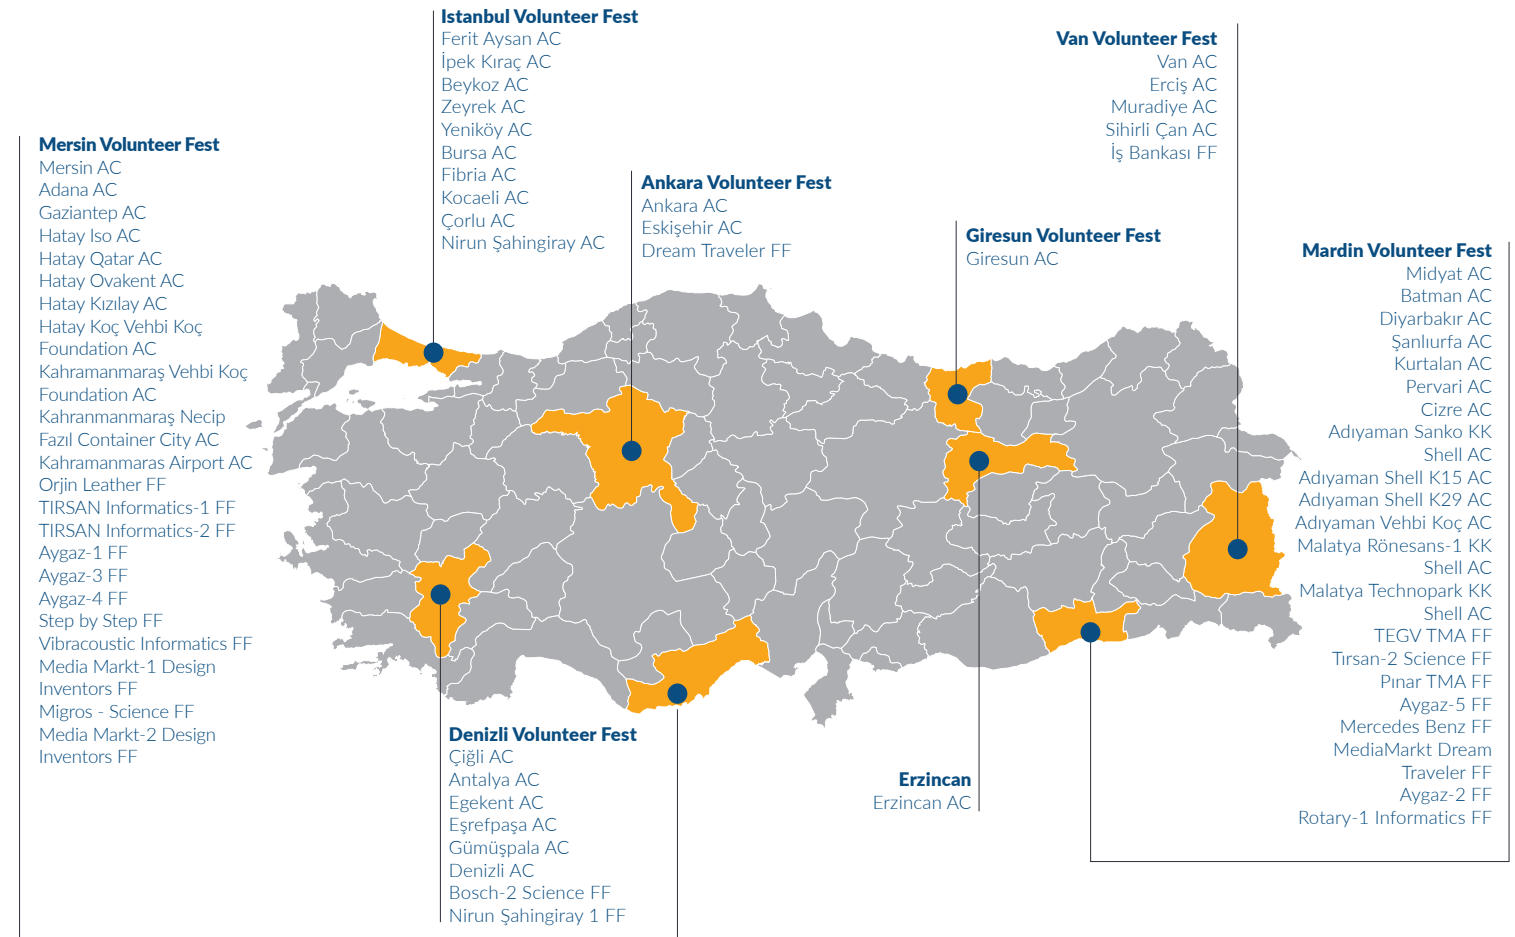 Istanbul Volunteer Fest
Ferit Aysan AC
İpek Kıraç AC
Beykoz AC
Zeyrek AC
Yeniköy AC
Bursa AC
Fibria AC
Kocaeli AC
Çorlu AC
Nirun Şahingiray AC
Van Volunteer Fest
Van AC
Erciş AC
Muradiye AC
Sihirli Çan AC
İş Bankası FF
Mersin Volunteer Fest
Mersin AC
Adana AC
Gaziantep AC
Hatay Iso AC
Hatay Qatar AC
Hatay Ovakent AC
Hatay Kızılay AC
Hatay Koç Vehbi Koç
Foundation AC
Kahramanmaraş Vehbi Koç
Foundation AC
Kahranmanmaraş Necip
Fazıl Container City AC
Kahramanmaras Airport AC
Orjin Leather FF
TIRSAN Informatics-1 FF
TIRSAN Informatics-2 FF
Aygaz-1 FF
Aygaz-3 FF
Aygaz-4 FF
Step by Step FF
Vibracoustic Informatics FF
Media Markt-1 Design
Inventors FF
Migros - Science FF
Media Markt-2 Design
Inventors FF
Ankara Volunteer Fest
Ankara AC
Eskişehir AC
Dream Traveler FF
Giresun Volunteer Fest
Giresun AC
Mardin Volunteer Fest
Midyat AC
Batman AC
Diyarbakır AC
Şanlıurfa AC
Kurtalan AC
Pervari AC
Cizre AC
Adıyaman Sanko KK
Shell AC
Adıyaman Shell K15 AC
Adıyaman Shell K29 AC
Adıyaman Vehbi Koç AC
Malatya Rönesans-1 KK
Shell AC
Malatya Technopark KK
Shell AC
TEGV TMA FF
Tırsan-2 Science FF
Pınar TMA FF
Aygaz-5 FF
Mercedes Benz FF
MediaMarkt Dream
Traveler FF
Aygaz-2 FF
Rotary-1 Informatics FF
Denizli Volunteer Fest
Çiğli AC
Antalya AC
Egekent AC
Eşrefpaşa AC
Gümüşpala AC
Denizli AC
Bosch-2 Science FF
Nirun Şahingiray 1 FF
Erzincan
Erzincan AC